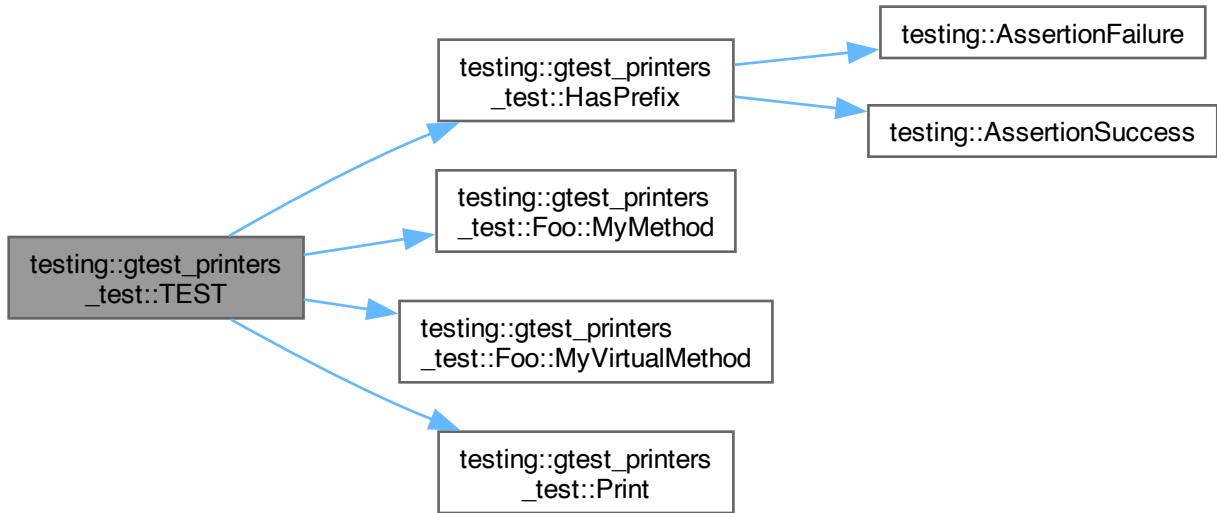 testing::AssertionFailure
testing::gtest_printers
_test::HasPrefix
testing::AssertionSuccess
testing::gtest_printers
_test::Foo::MyMethod
testing::gtest_printers
_test::TEST
testing::gtest_printers
_test::Foo::MyVirtualMethod
testing::gtest_printers
_test::Print